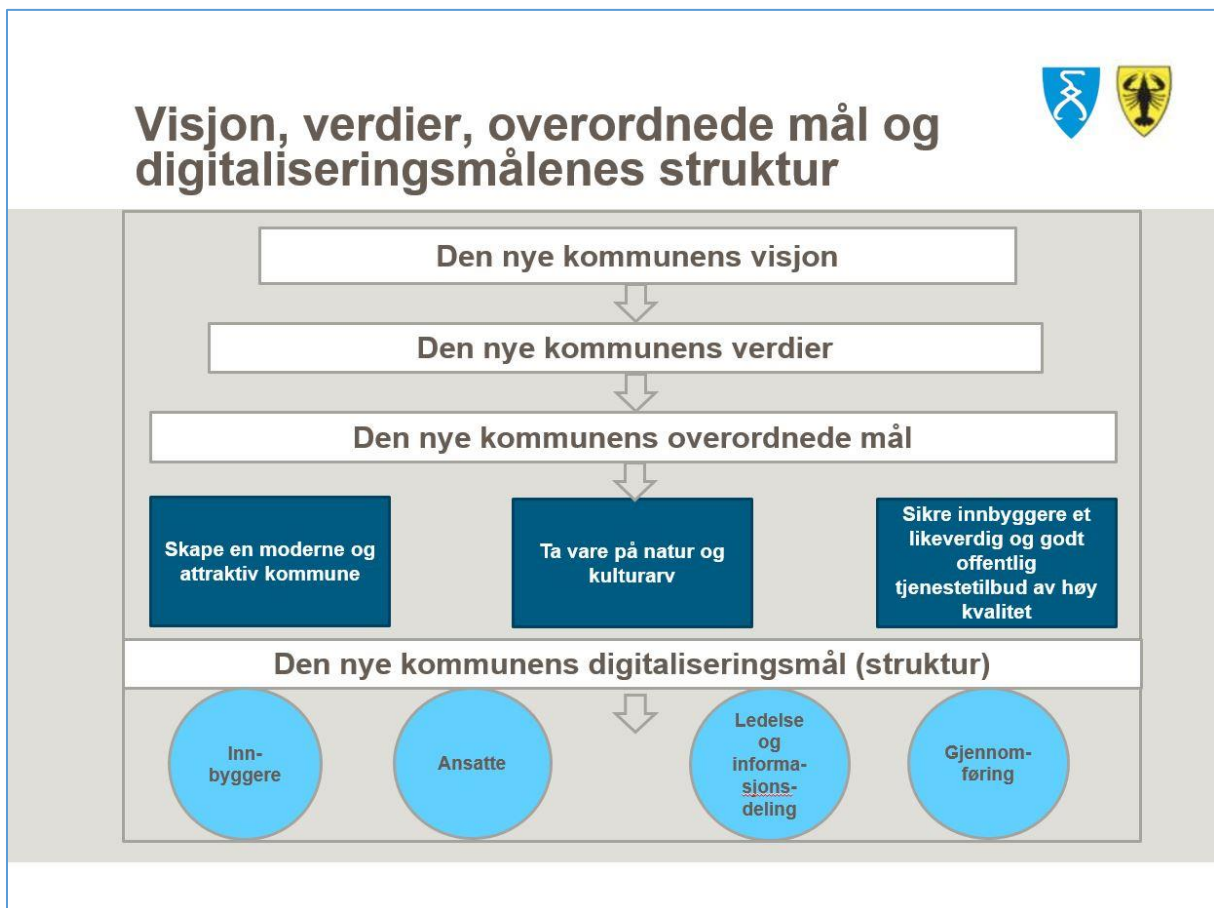 Visjon, verdier, overordnede mål og
digitaliseringsmålenes struktur
Den nye kommunens visjon
Den nye kommunens verdier
Den nye kommunens overordnede mål
Skape en moderne og
attraktiv kommune
Ta vare på natur og
kulturarv
Sikre innbyggere et
likeverdig og godt
offentlig
tjenestetilbud av høy
kvalitet
Den nye kommunens digitaliseringsmål (struktur)
Inn-
byggere
Ansatte
Ledelse
og
informa-
sjons-
deling
Gjennom-
føring